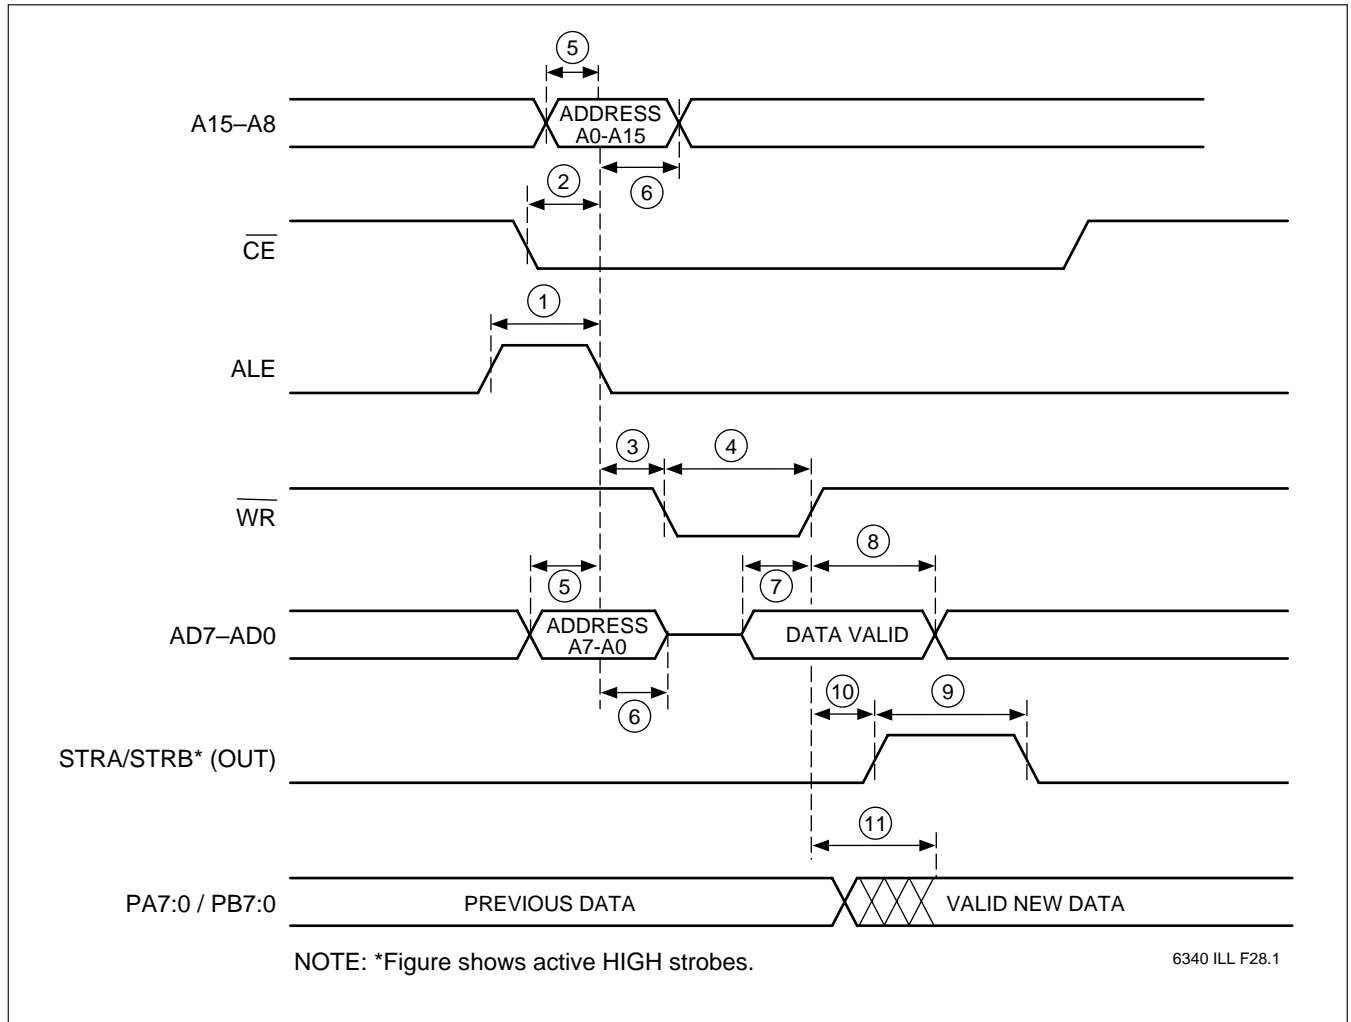 5
A15–A8
ADDRESS
A0-A15
2
6
CE
1
ALE
3
4
WR
8
5
7
AD7–AD0
ADDRESS
A7-A0
DATA VALID
6
10
9
STRA/STRB* (OUT)
11
PA7:0 / PB7:0
PREVIOUS DATA
VALID NEW DATA
NOTE: *Figure shows active HIGH strobes.
6340 ILL F28.1